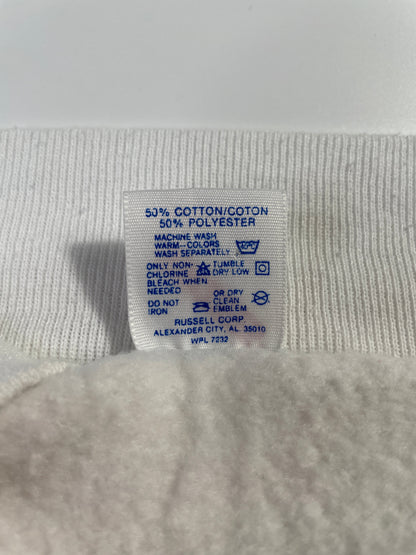 50% COTTON/COTON
50% POLYESTER
MACHINE WASH
WARM-COLORS
WASH SEPARATELY
ONLY NON- TUMBLE
CHLORINE DRY LOW
BLEACH WHEN
NEEDED OR DRY
DO NOT CLEAN
IRON EMBLEM
RUSSELL CORP.
ALEXANDER CITY, AL 35010
WPL 7232